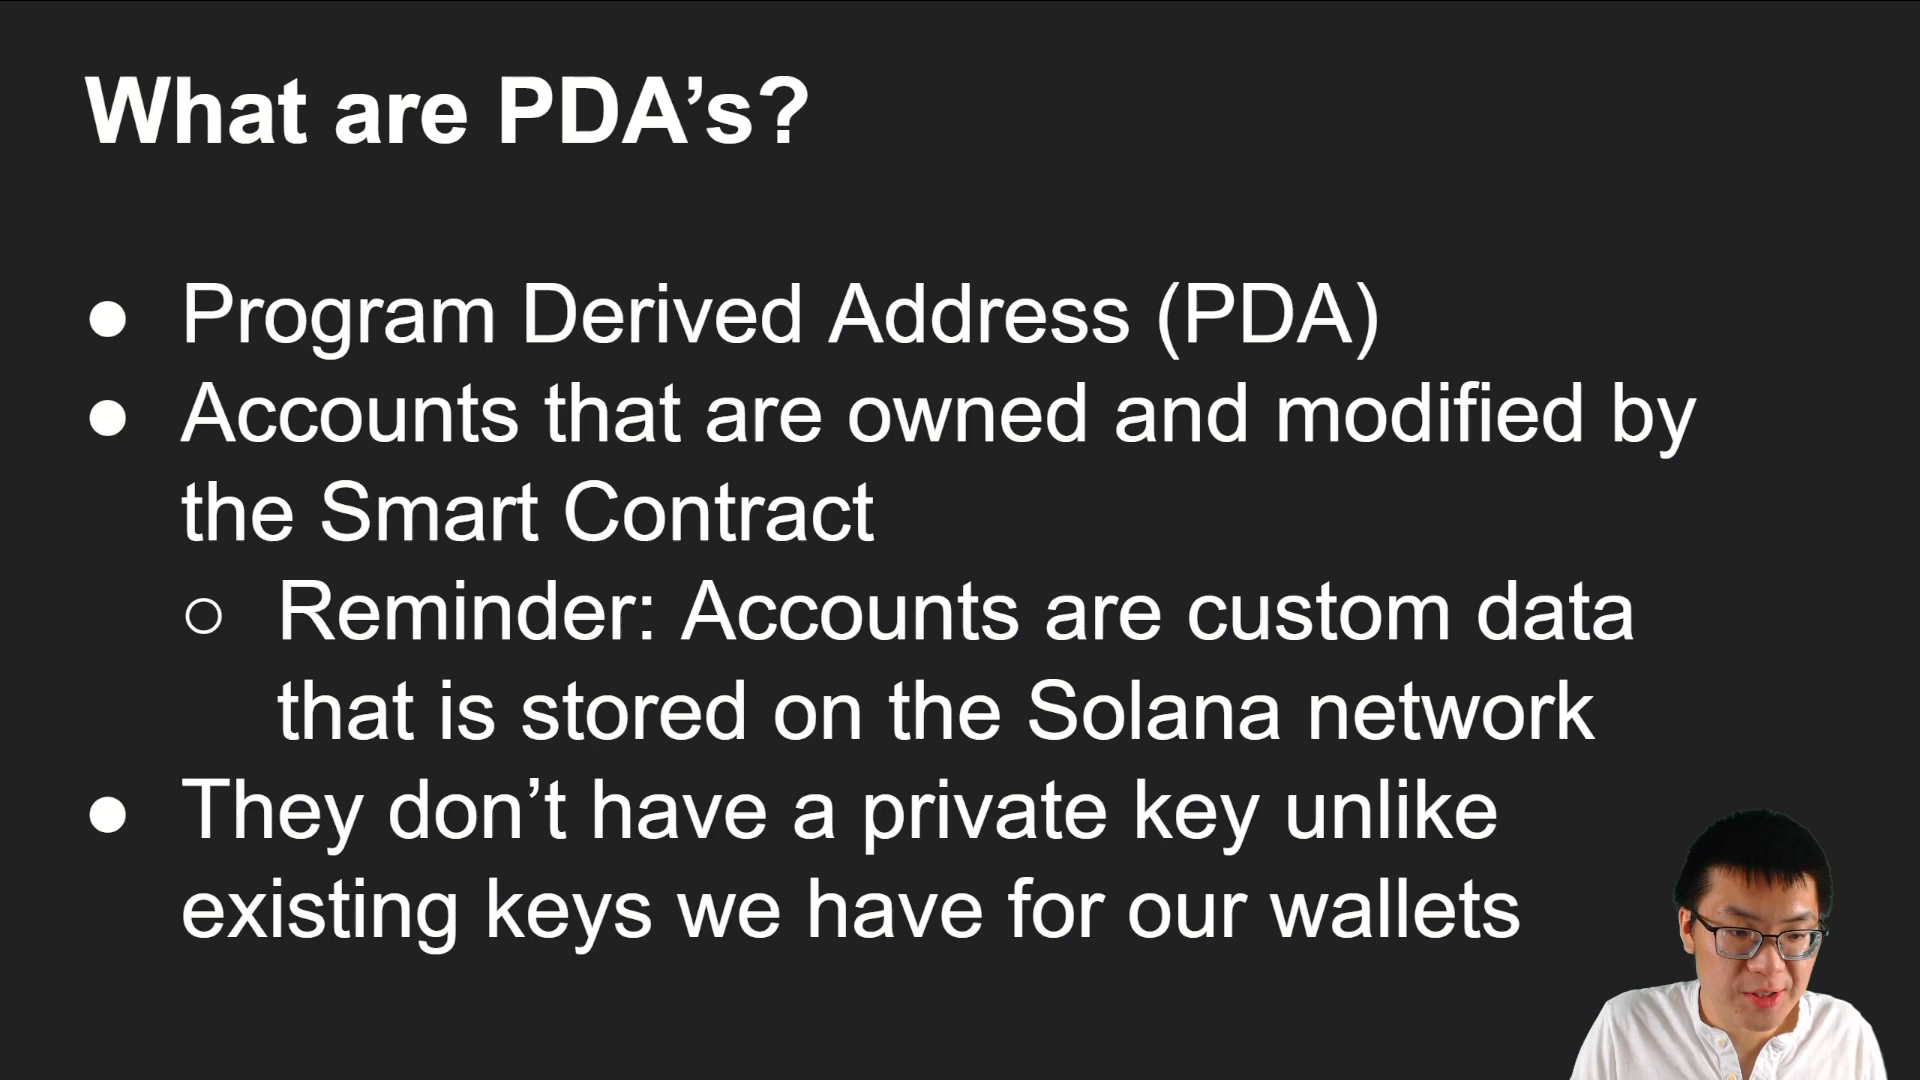 What are PDA’s?
● Program Derived Address (PDA)
● Accounts that are owned and modified by
the Smart Contract
○ Reminder: Accounts are custom data
that is stored on the Solana network
● They don’t have a private key unlike
existing keys we have for our wallets